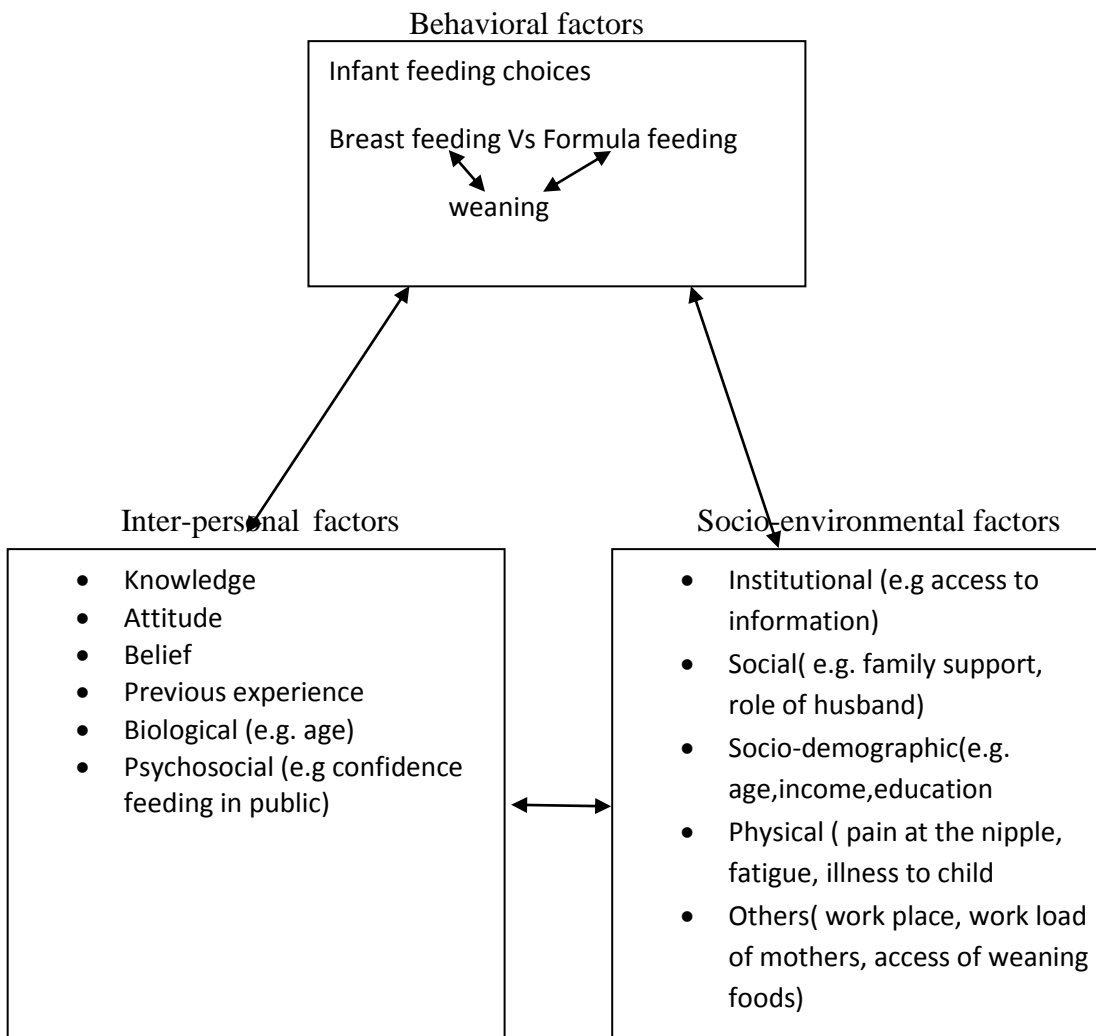 Behavioral factors
Infant feeding choices
Breast feeding Vs Formula feeding
weaning
Inter-personal factors
• Knowledge
• Attitude
• Belief
• Previous experience
• Biological (e.g. age)
• Psychosocial (e.g confidence
feeding in public)
Socio-environmental factors
• Institutional (e.g access to
information)
• Social( e.g. family support,
role of husband)
• Socio-demographic(e.g.
age,income,education
• Physical ( pain at the nipple,
fatigue, illness to child
• Others( work place, work load
of mothers, access of weaning
foods)